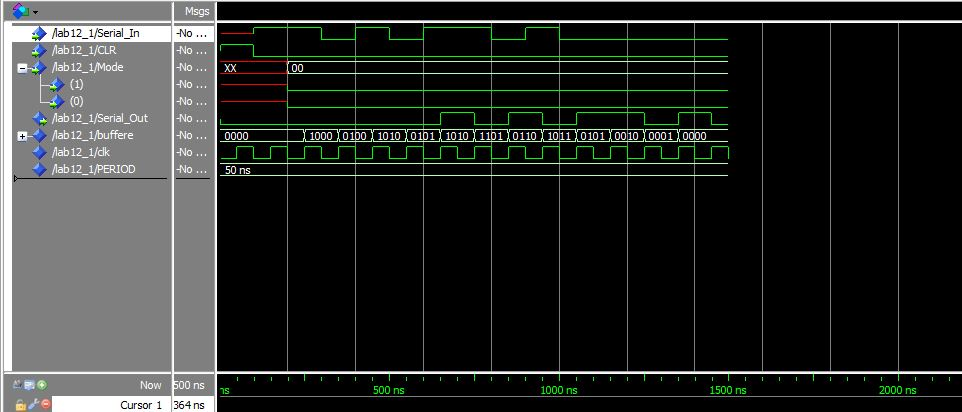 Msgs
/lab12_1/Serial_In -No ...
/lab12_1/CLR -No ...
/lab12_1/Mode -No ... XX 00
(1) -No ...
(0) -No ...
/lab12_1/Serial_Out -No ...
/lab12_1/buffere -No ... 0000 1000 0100 1010 0101 1010 1101 0110 1011 0101 0010 0001 0000
/lab12_1/clk -No ...
/lab12_1/PERIOD -No ... 50 ns
Now 500 ns ns 500 ns 1000 ns 1500 ns 2000 ns
Cursor 1 364 ns